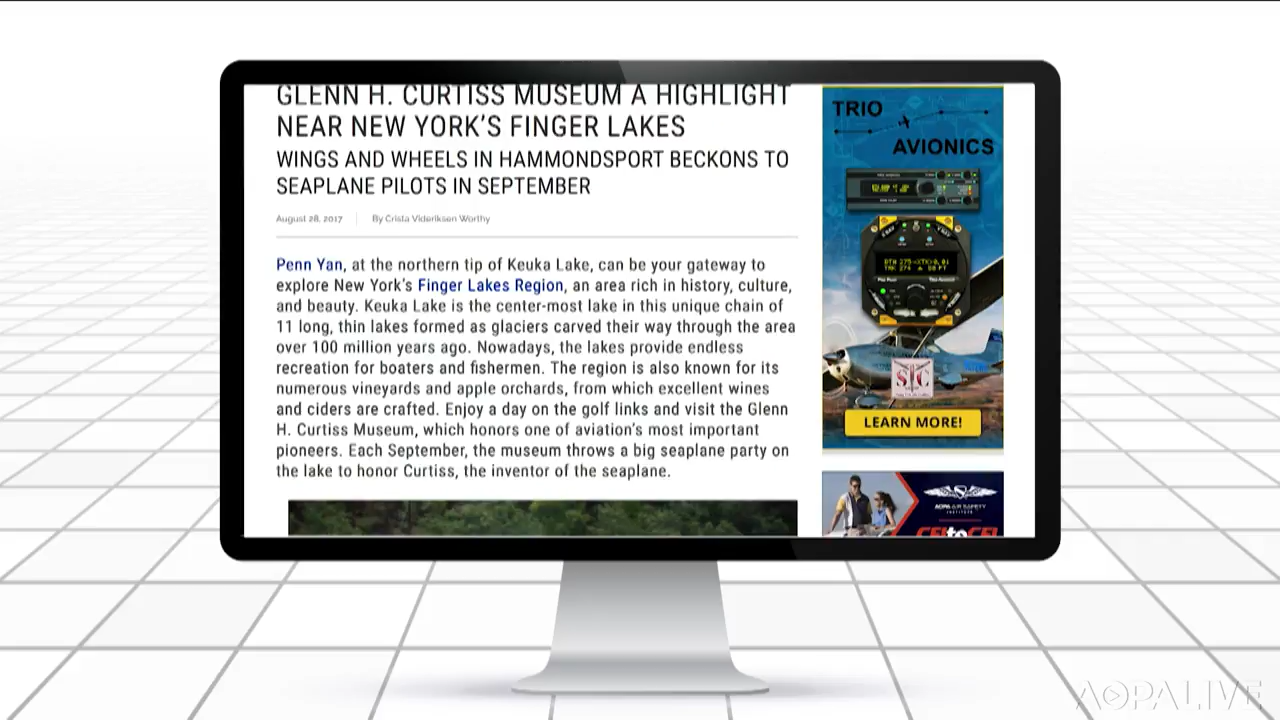 GLENN H. CURTISS MUSEUM A HIGHLIGHT
NEAR NEW YORK'S FINGER LAKES
WINGS AND WHEELS IN HAMMONDSPORT BECKONS TO
SEAPLANE PILOTS IN SEPTEMBER
August 28, 2017
By Crista Videriksen Worthy
Penn Yan, at the northern tip of Keuka Lake, can be your gateway to
explore New York's Finger Lakes Region, an area rich in history, culture,
and beauty. Keuka Lake is the center-most lake in this unique chain of
11 long, thin lakes formed as glaciers carved their way through the area
over 100 million years ago. Nowadays, the lakes provide endless
recreation for boaters and fishermen. The region is also known for its
numerous vineyards and apple orchards, from which excellent wines
and ciders are crafted. Enjoy a day on the golf links and visit the Glenn
H. Curtiss Museum, which honors one of aviation's most important
pioneers. Each September, the museum throws a big seaplane party on
the lake to honor Curtiss, the inventor of the seaplane.
TRIO
AVIONICS
STC
LEARN MORE!
AOPA AIR SAFETY
INSTITUTE
CFI to CFI
AOPA LIVE